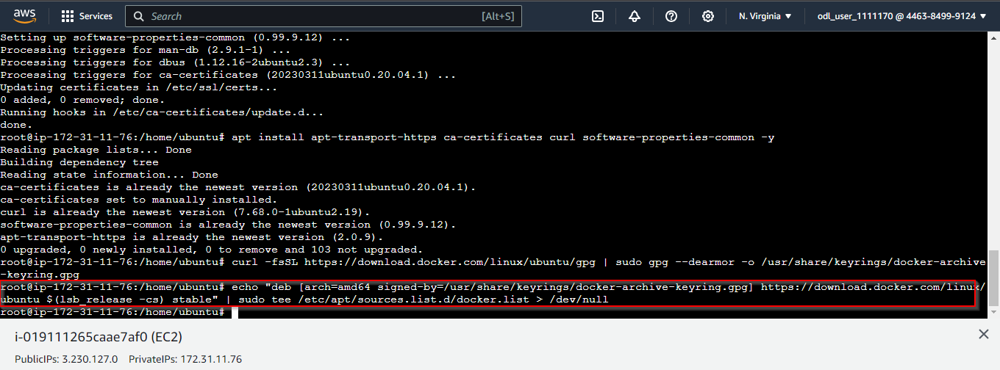 aws Services Search [Alt+S] N. Virginia odl_user_1111170 @ 4463-8499-9124
Setting up software-properties-common (0.99.9.12) ...
Processing triggers for man-db (2.9.1-1) ...
Processing triggers for dbus (1.12.16-2ubuntu2.3) ...
Processing triggers for ca-certificates (20230311ubuntu0.20.04.1) ...
Updating certificates in /etc/ssl/certs...
0 added, 0 removed; done.
Running hooks in /etc/ca-certificates/update.d...
done.
root@ip-172-31-11-76:/home/ubuntu# apt install apt-transport-https ca-certificates curl software-properties-common -y
Reading package lists... Done
Building dependency tree
Reading state information... Done
ca-certificates is already the newest version (20230311ubuntu0.20.04.1).
ca-certificates set to manually installed.
curl is already the newest version (7.68.0-1ubuntu2.19).
software-properties-common is already the newest version (0.99.9.12).
apt-transport-https is already the newest version (2.0.9).
0 upgraded, 0 newly installed, 0 to remove and 103 not upgraded.
root@ip-172-31-11-76:/home/ubuntu# curl -fsSL https://download.docker.com/linux/ubuntu/gpg | sudo gpg --dearmor -o /usr/share/keyrings/docker-archive
-keyring.gpg
root@ip-172-31-11-76:/home/ubuntu# echo "deb [arch=amd64 signed-by=/usr/share/keyrings/docker-archive-keyring.gpg] https://download.docker.com/linux/
ubuntu $(lsb_release -cs) stable" | sudo tee /etc/apt/sources.list.d/docker.list > /dev/null
root@ip-172-31-11-76:/home/ubuntu#
i-019111265caae7af0 (EC2)
PublicIPs: 3.230.127.0 PrivateIPs: 172.31.11.76